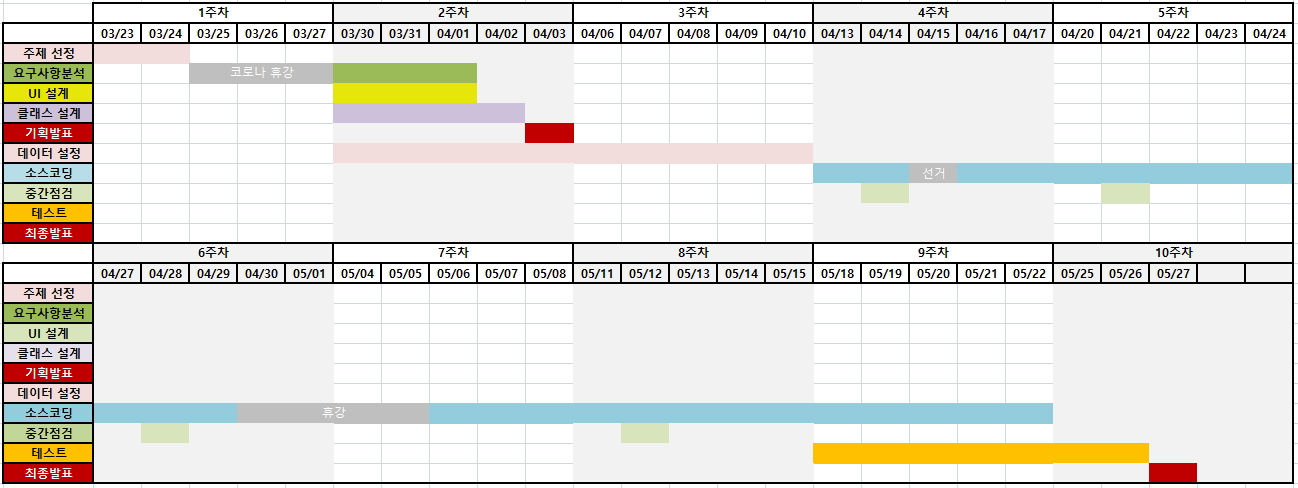 1주차 2주차 3주차 4주차 5주차
03/23 03/24 03/25 03/26 03/27 03/30 03/31 04/01 04/02 04/03 04/06 04/07 04/08 04/09 04/10 04/13 04/14 04/15 04/16 04/17 04/20 04/21 04/22 04/23 04/24
주제 선정
요구사항분석 코로나 휴강
UI 설계
클래스 설계
기획발표
데이터 설정
소스코딩 선거
중간점검
테스트
최종발표
6주차 7주차 8주차 9주차 10주차
04/27 04/28 04/29 04/30 05/01 05/04 05/05 05/06 05/07 05/08 05/11 05/12 05/13 05/14 05/15 05/18 05/19 05/20 05/21 05/22 05/25 05/26 05/27
주제 선정
요구사항분석
UI 설계
클래스 설계
기획발표
데이터 설정
소스코딩 휴강
중간점검
테스트
최종발표